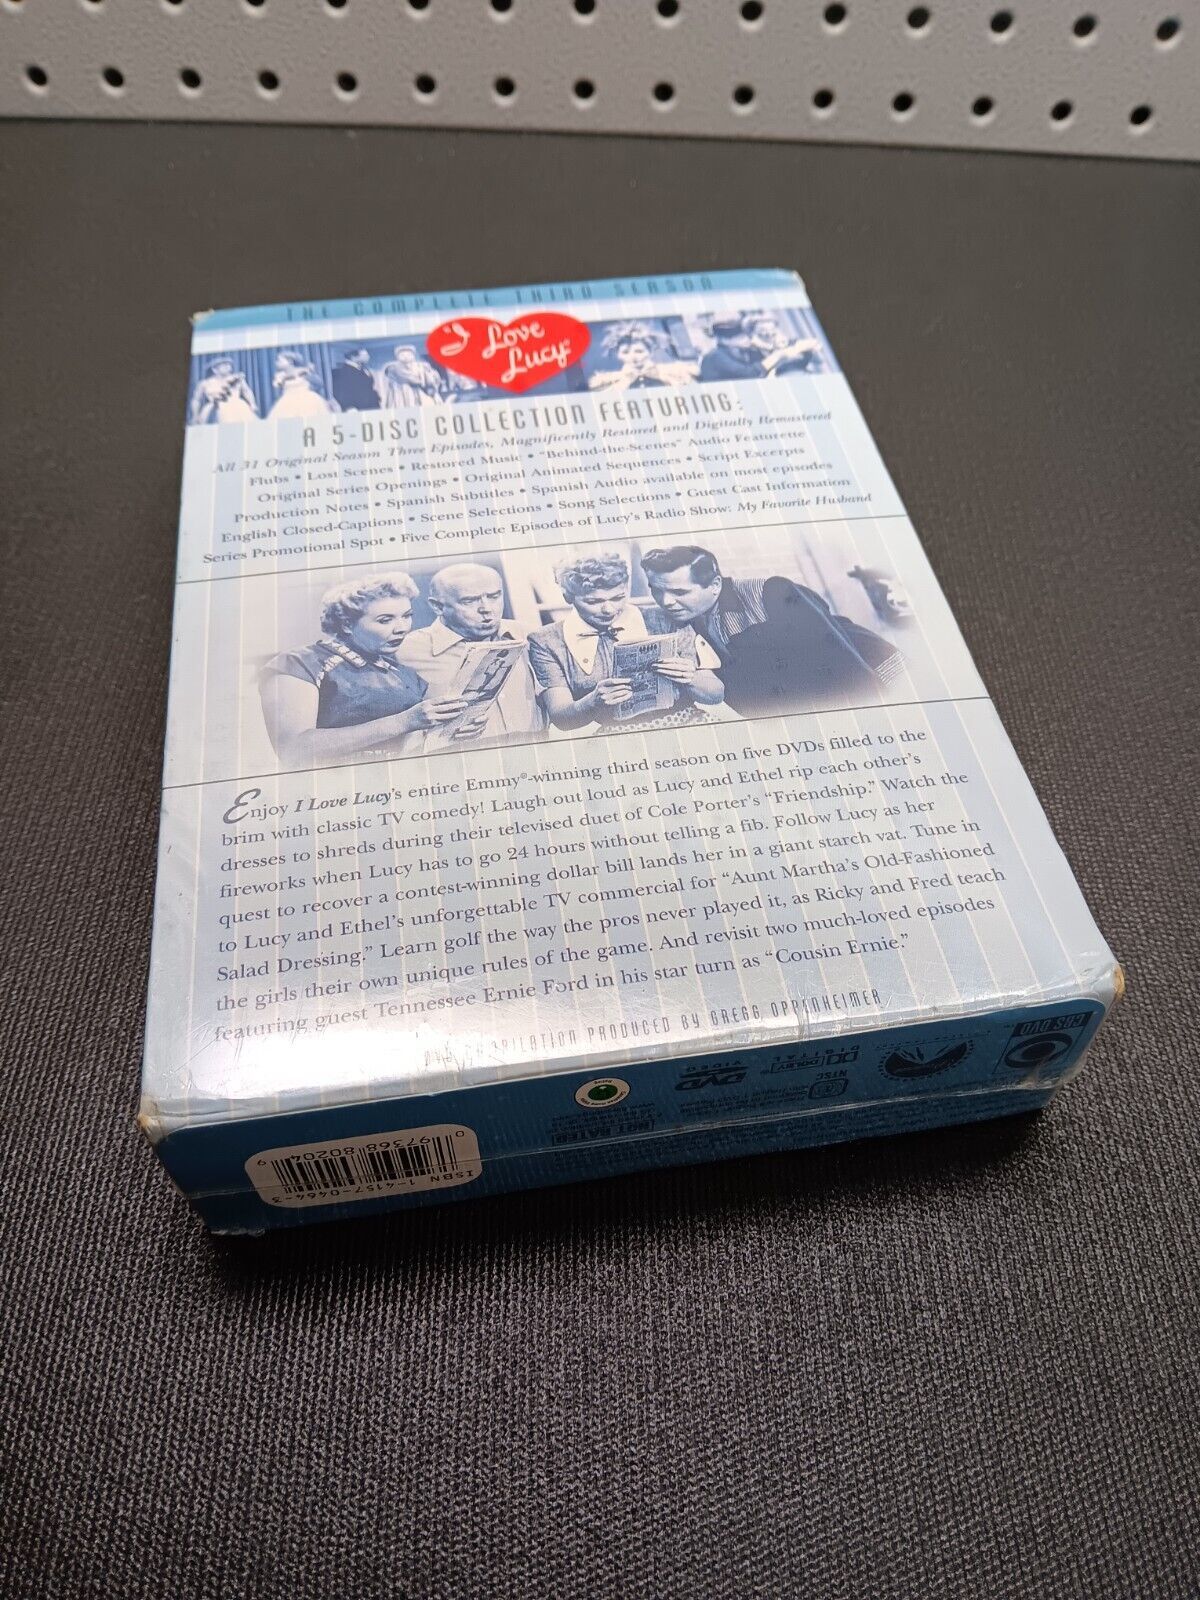 THE COMPLETE THIRD SEASON
"I Love Lucy"
A 5-DISC COLLECTION FEATURING:
All 31 Original Season Three Episodes, Magnificently Restored and Digitally Remastered
Flubs • Lost Scenes • Restored Music • "Behind-the-Scenes" Audio Featurette
Original Series Openings • Original Animated Sequences • Script Excerpts
Production Notes • Spanish Subtitles • Spanish Audio available on most episodes
English Closed-Captions • Scene Selections • Song Selections • Guest Cast Information
Series Promotional Spot • Five Complete Episodes of Lucy's Radio Show: My Favorite Husband
Enjoy I Love Lucy's entire Emmy®-winning third season on five DVDs filled to the
brim with classic TV comedy! Laugh out loud as Lucy and Ethel rip each other's
dresses to shreds during their televised duet of Cole Porter's "Friendship." Watch the
fireworks when Lucy has to go 24 hours without telling a fib. Follow Lucy as her
quest to recover a contest-winning dollar bill lands her in a giant starch vat. Tune in
to Lucy and Ethel's unforgettable TV commercial for "Aunt Martha's Old-Fashioned
Salad Dressing." Learn golf the way the pros never played it, as Ricky and Fred teach
the girls their own unique rules of the game. And revisit two much-loved episodes
featuring guest Tennessee Ernie Ford in his star turn as "Cousin Ernie."
DVD COMPILATION PRODUCED BY GREGG OPPENHEIMER
CBS DVD
DOLBY DIGITAL
DVD VIDEO
NTSC
NOT RATED
ISBN 1-4157-0464-3
0 97368 80204 9